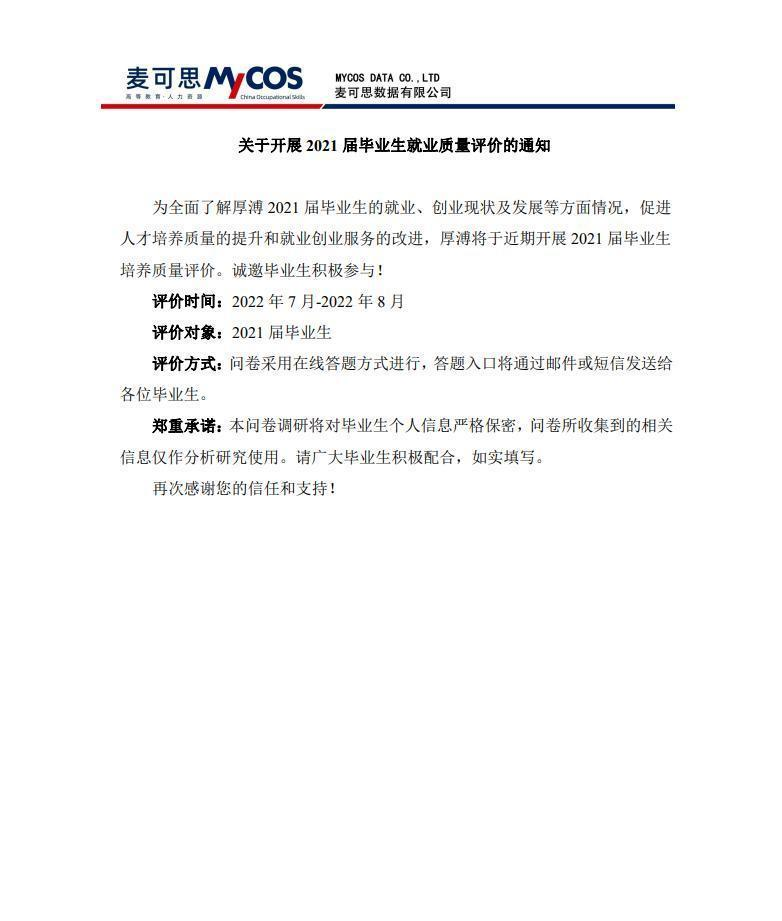 麦可思MyCOS
高等教育·人力资源 China Occupational Skills
MYCOS DATA CO.,LTD
麦可思数据有限公司
关于开展 2021 届毕业生就业质量评价的通知
为全面了解厚溥 2021 届毕业生的就业、创业现状及发展等方面情况，促进
人才培养质量的提升和就业创业服务的改进，厚溥将于近期开展 2021 届毕业生
培养质量评价。诚邀毕业生积极参与！
评价时间：2022 年 7 月-2022 年 8 月
评价对象：2021 届毕业生
评价方式：问卷采用在线答题方式进行，答题入口将通过邮件或短信发送给
各位毕业生。
郑重承诺：本问卷调研将对毕业生个人信息严格保密，问卷所收集到的相关
信息仅作分析研究使用。请广大毕业生积极配合，如实填写。
再次感谢您的信任和支持！